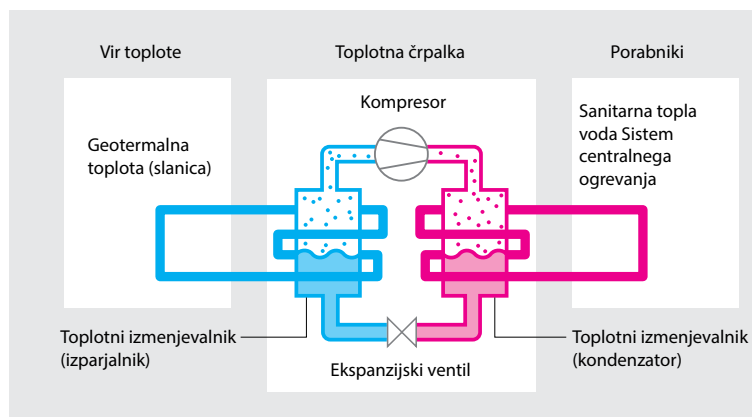 Vir toplote
Toplotna črpalka
Porabniki
Kompresor
Geotermalna
toplota (slanica)
Sanitarna topla
voda Sistem
centralnega
ogrevanja
Toplotni izmenjevalnik
(izparjalnik)
Ekspanzijski ventil
Toplotni izmenjevalnik
(kondenzator)